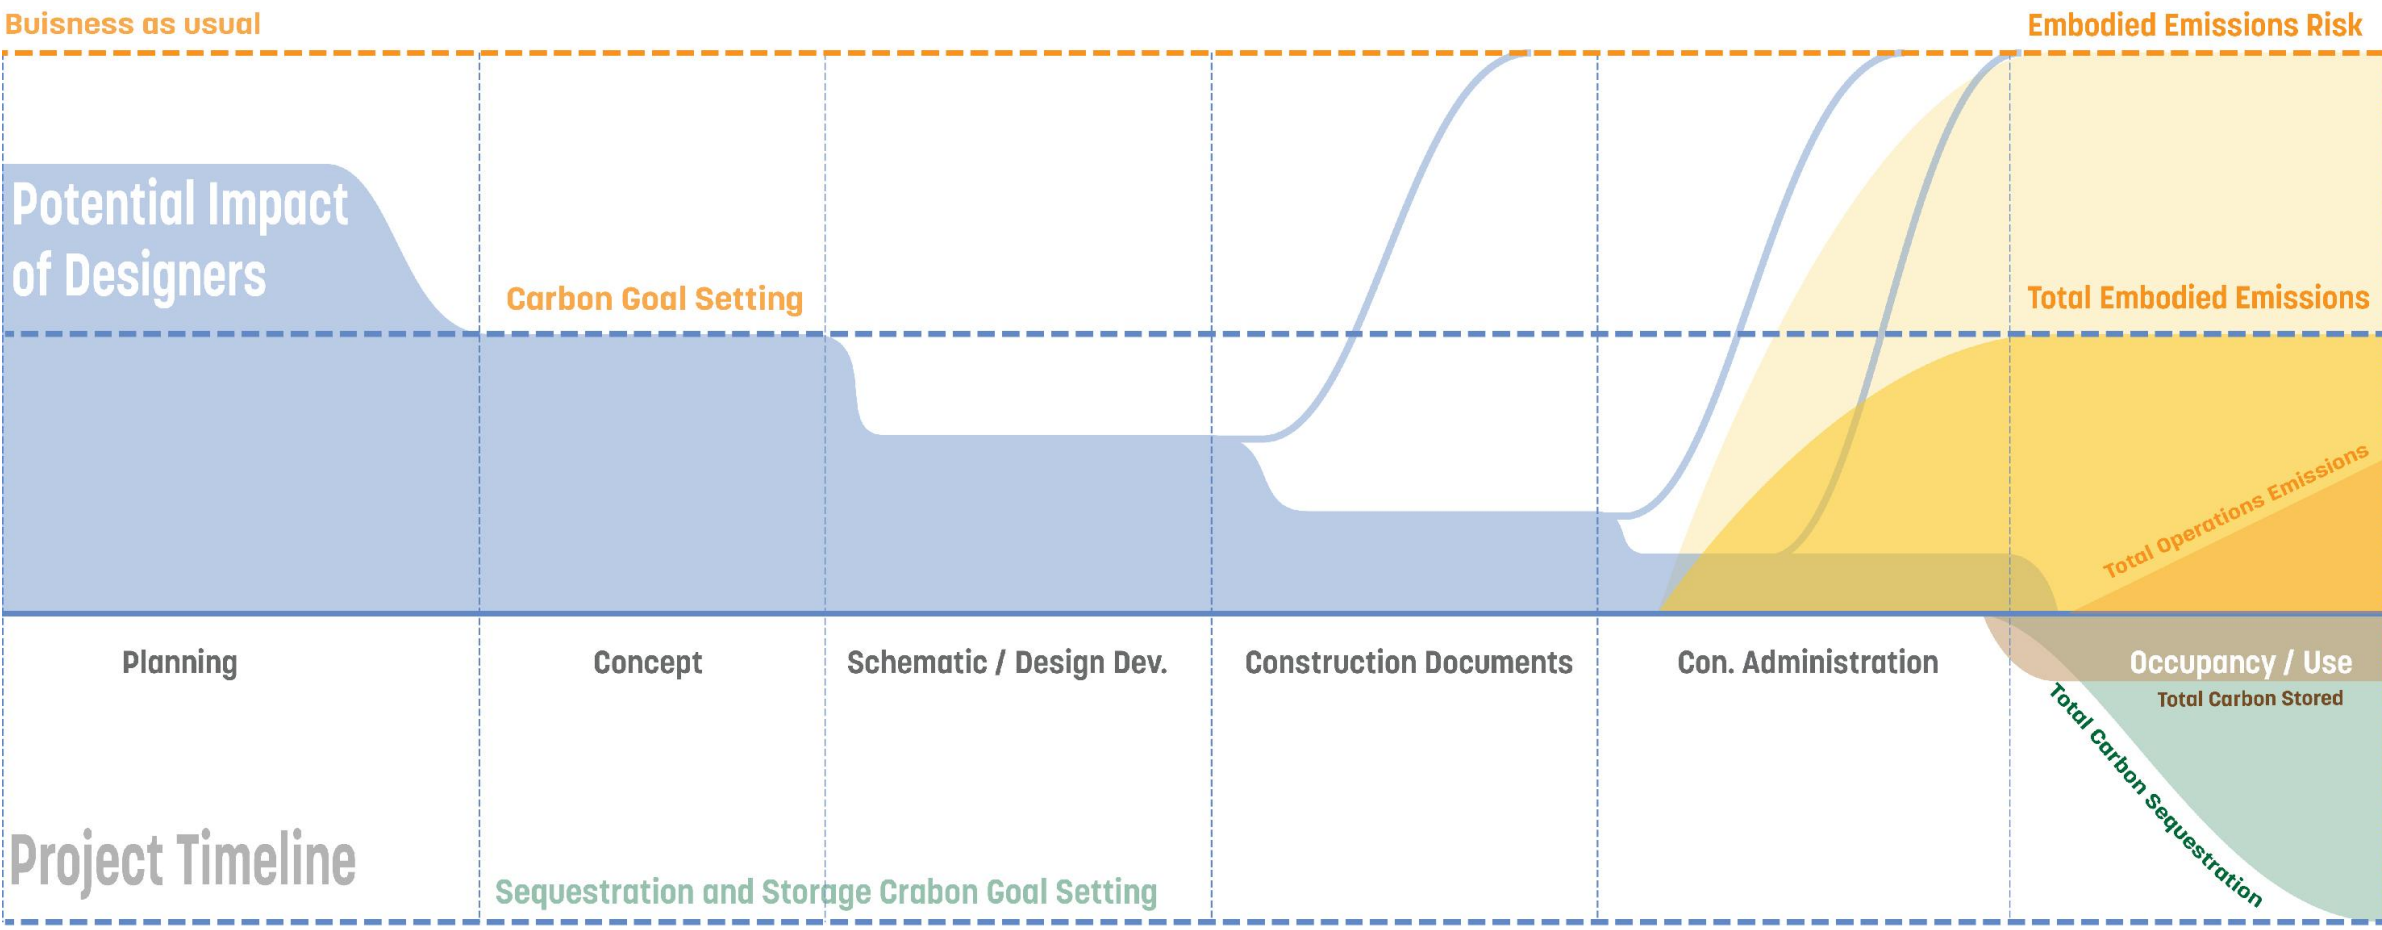 Buisness as usual
Embodied Emissions Risk
Potential Impact
of Designers
Carbon Goal Setting
Total Embodied Emissions
Total Operations Emissions
Planning
Concept
Schematic / Design Dev.
Construction Documents
Con. Administration
Occupancy / Use
Total Carbon Stored
Total Carbon Sequestration
Project Timeline
Sequestration and Storage Crabon Goal Setting